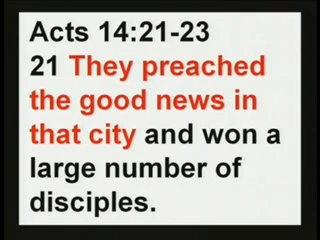 Acts 14:21-23
21 They preached
the good news in
that city and won a
large number of
disciples.